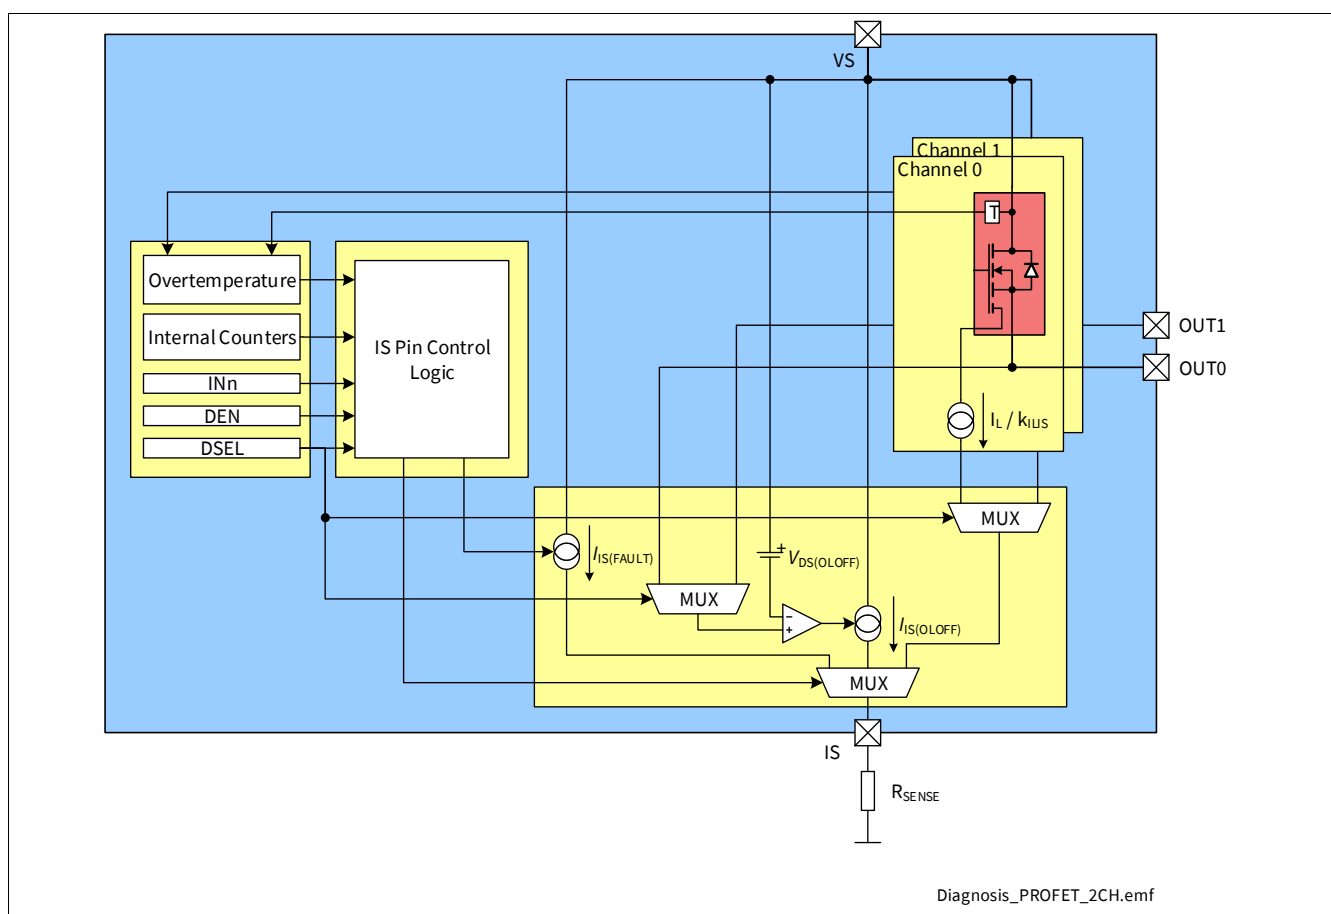 VS
Channel 1
Channel 0
T
Overtemperature
Internal Counters
INn
DEN
DSEL
IS Pin Control
Logic
OUT1
OUT0
IL / kILIS
MUX
IIS(FAULT)
+
VDS(OLOFF)
MUX
−
+
IIS(OLOFF)
MUX
IS
RSENSE
Diagnosis_PROFET_2CH.emf